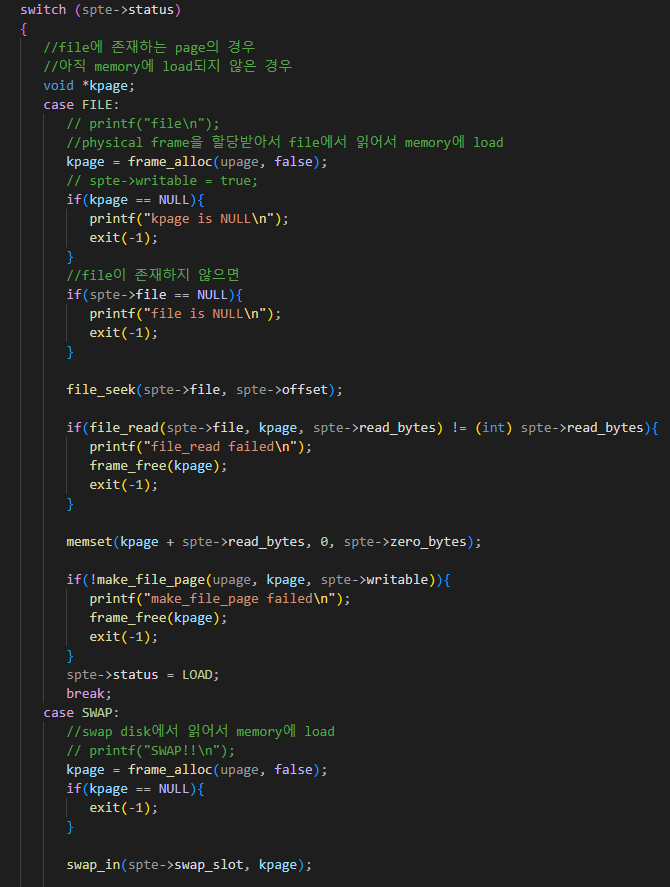 switch (spte->status)
{
   //file에 존재하는 page의 경우
   //아직 memory에 load되지 않은 경우
   void *kpage;
   case FILE:
      // printf("file\n");
      //physical frame을 할당받아서 file에서 읽어서 memory에 load
      kpage = frame_alloc(upage, false);
      // spte->writable = true;
      if(kpage == NULL){
         printf("kpage is NULL\n");
         exit(-1);
      }
      //file이 존재하지 않으면
      if(spte->file == NULL){
         printf("file is NULL\n");
         exit(-1);
      }

      file_seek(spte->file, spte->offset);

      if(file_read(spte->file, kpage, spte->read_bytes) != (int) spte->read_bytes){
         printf("file_read failed\n");
         frame_free(kpage);
         exit(-1);
      }

      memset(kpage + spte->read_bytes, 0, spte->zero_bytes);

      if(!make_file_page(upage, kpage, spte->writable)){
         printf("make_file_page failed\n");
         frame_free(kpage);
         exit(-1);
      }
      spte->status = LOAD;
      break;
   case SWAP:
      //swap disk에서 읽어서 memory에 load
      // printf("SWAP!!\n");
      kpage = frame_alloc(upage, false);
      if(kpage == NULL){
         exit(-1);
      }

      swap_in(spte->swap_slot, kpage);